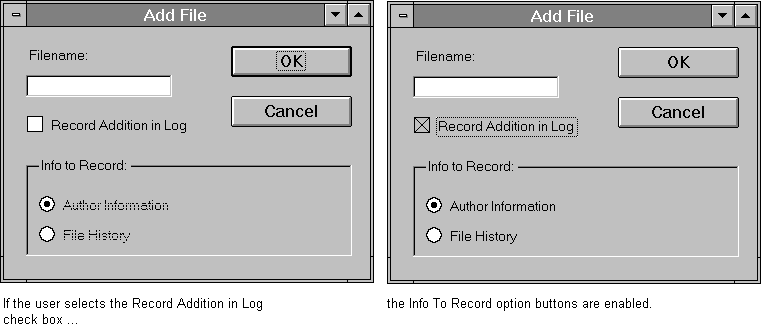 Add File
Filename:
OK
Cancel
Record Addition in Log
Info to Record:
Author Information
File History
If the user selects the Record Addition in Log
check box ...
Add File
Filename:
OK
Cancel
Record Addition in Log
Info to Record:
Author Information
File History
the Info To Record option buttons are enabled.